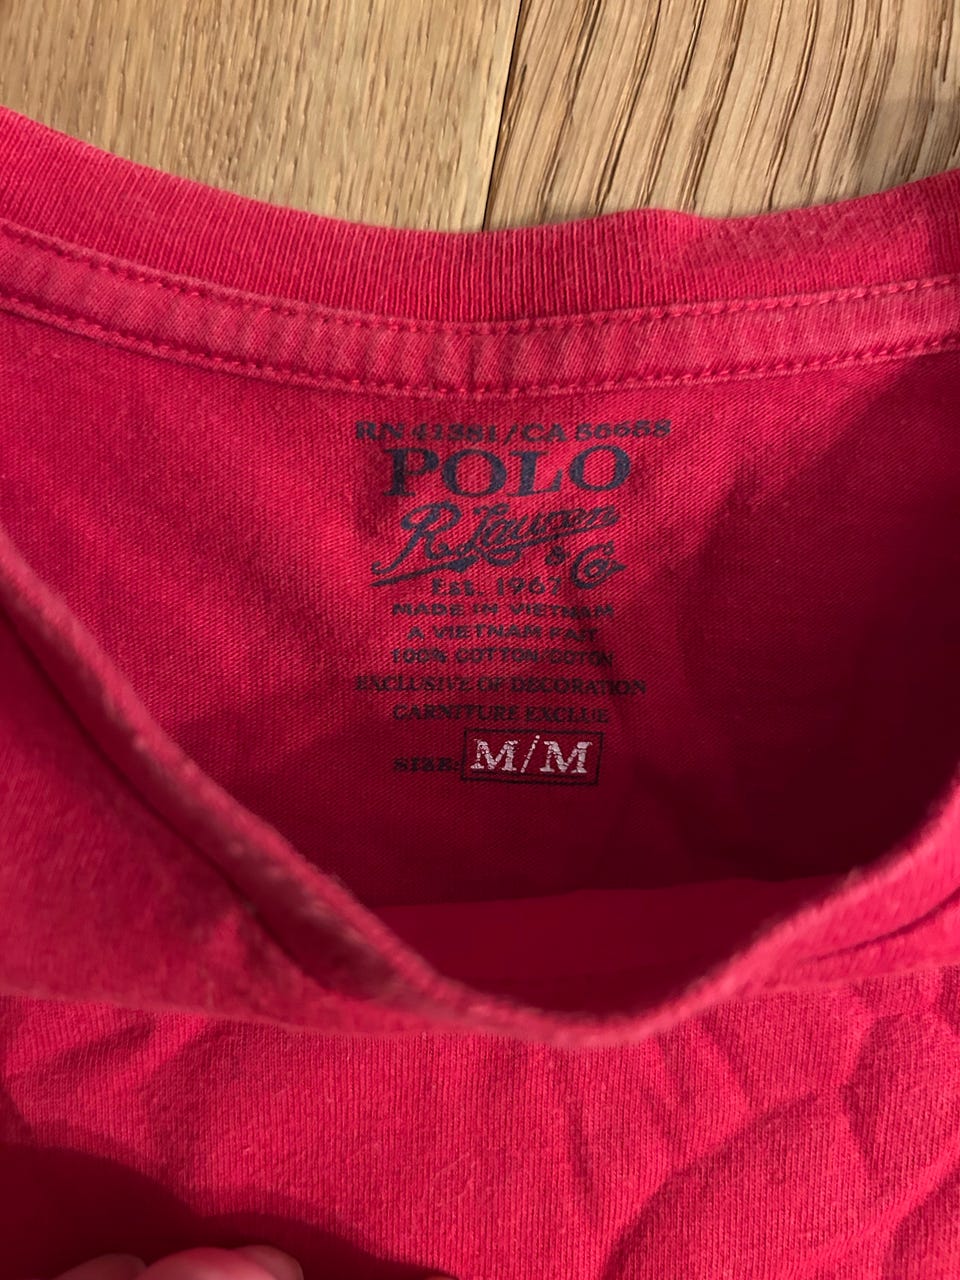 RN 41381/CA 56688
POLO
R. Lauren
& Co
Est. 1967
MADE IN VIETNAM
A VIETNAM FAIT
100% COTTON/COTON
EXCLUSIVE OF DECORATION
GARNITURE EXCLUE
SIZE: M/M